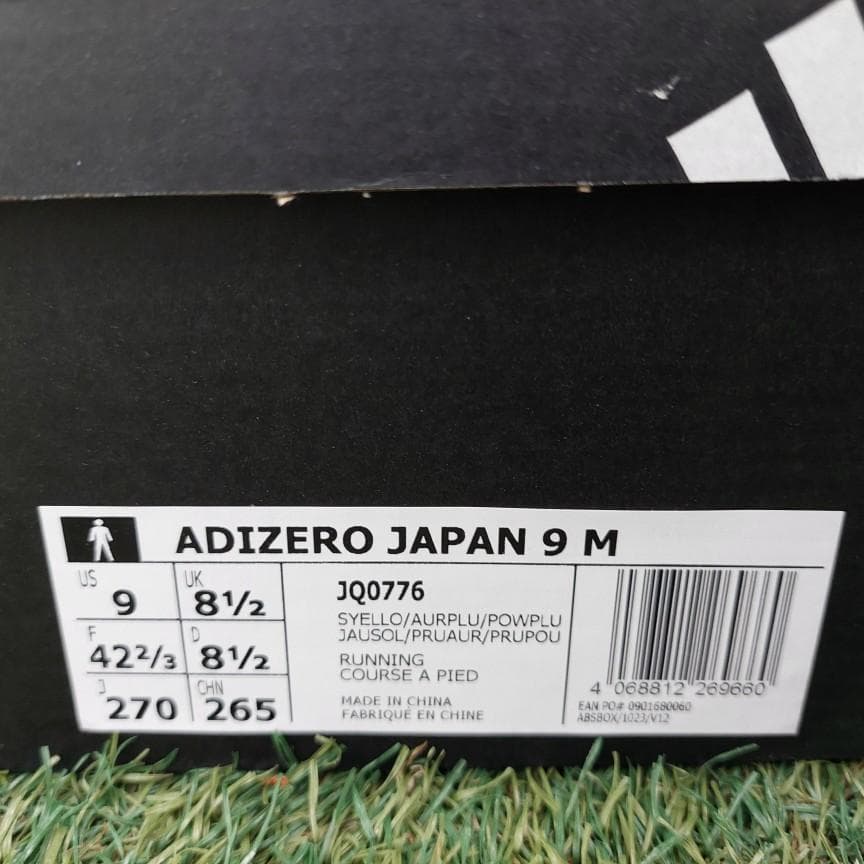 ADIZERO JAPAN 9 M
US 9 UK 8½
F 42⅔ D 8½
J 270 CHN 265
JQ0776
SYELLO/AURPLU/POWPLU
JAUSOL/PRUAUR/PRUPOU
RUNNING
COURSE A PIED
MADE IN CHINA
FABRIQUÉ EN CHINE
4 068812 269660
EAN PO# 0901680060
ABSBOX/1023/V12